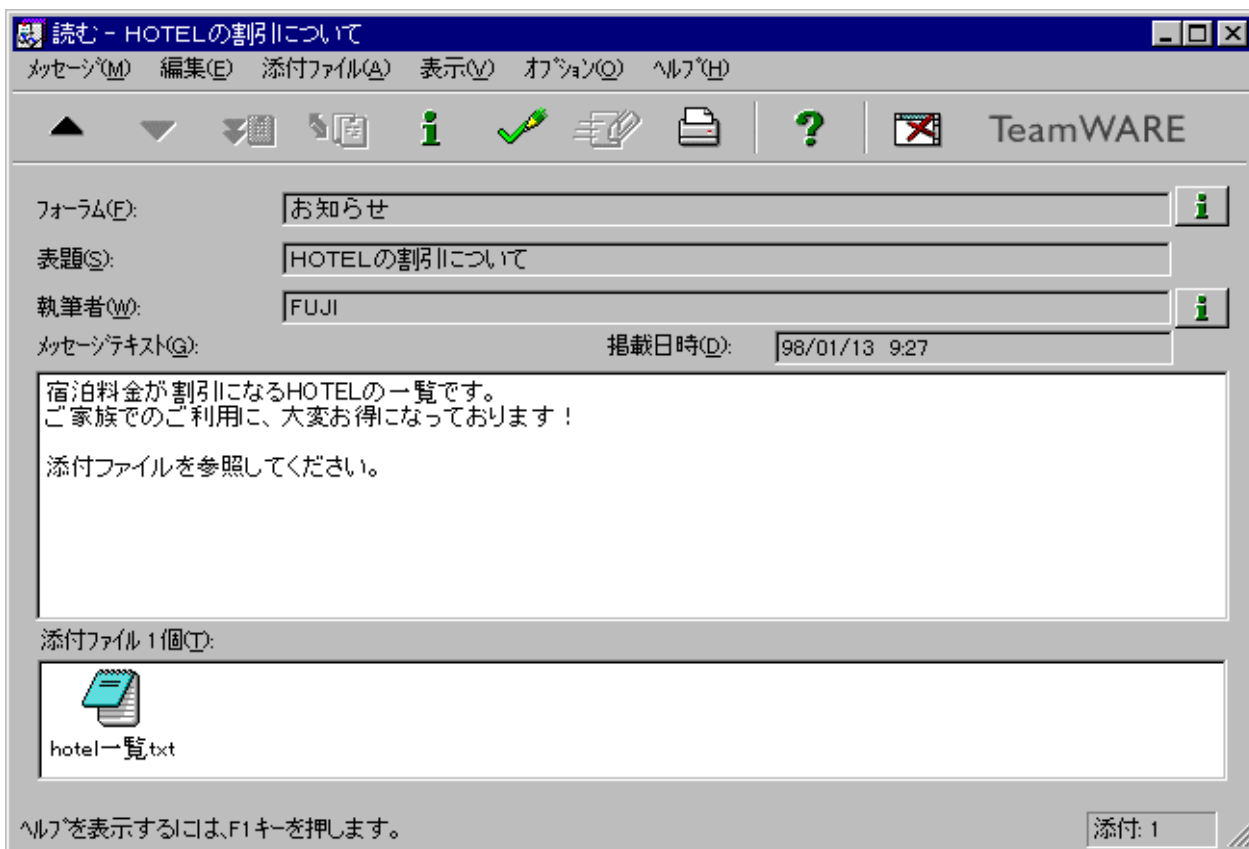 読む - HOTELの割引について
メッセージ(M) 編集(E) 添付ファイル(A) 表示(V) オプション(O) ヘルプ(H)
TeamWARE
フォーラム(F): お知らせ
表題(S): HOTELの割引について
執筆者(W): FUJI
メッセージテキスト(G): 掲載日時(D): 98/01/13 9:27
宿泊料金が割引になるHOTELの一覧です。
ご家族でのご利用に、大変お得になっております！
添付ファイルを参照してください。
添付ファイル 1個(T):
hotel一覧.txt
ヘルプを表示するには、F1キーを押します。 添付: 1